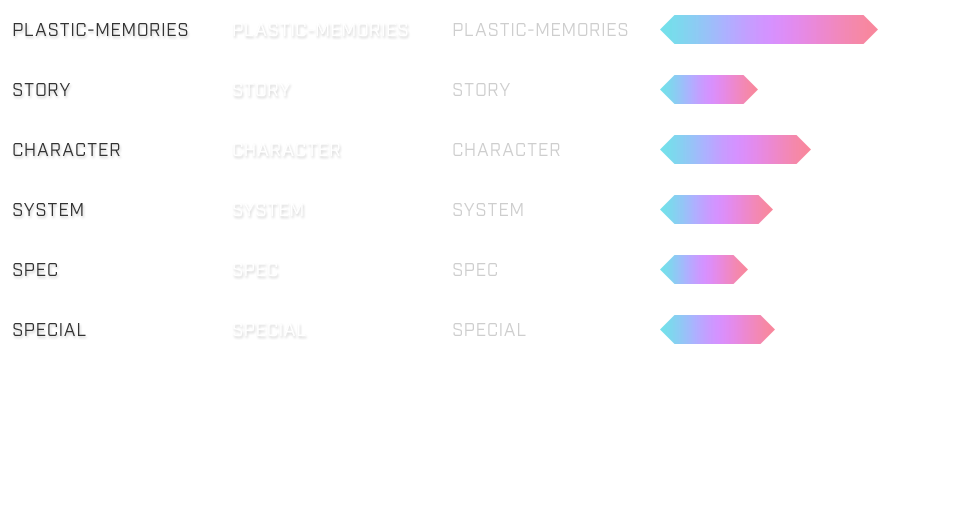 PLASTIC-MEMORIES PLASTIC-MEMORIES PLASTIC-MEMORIES
STORY STORY STORY
CHARACTER CHARACTER CHARACTER
SYSTEM SYSTEM SYSTEM
SPEC SPEC SPEC
SPECIAL SPECIAL SPECIAL